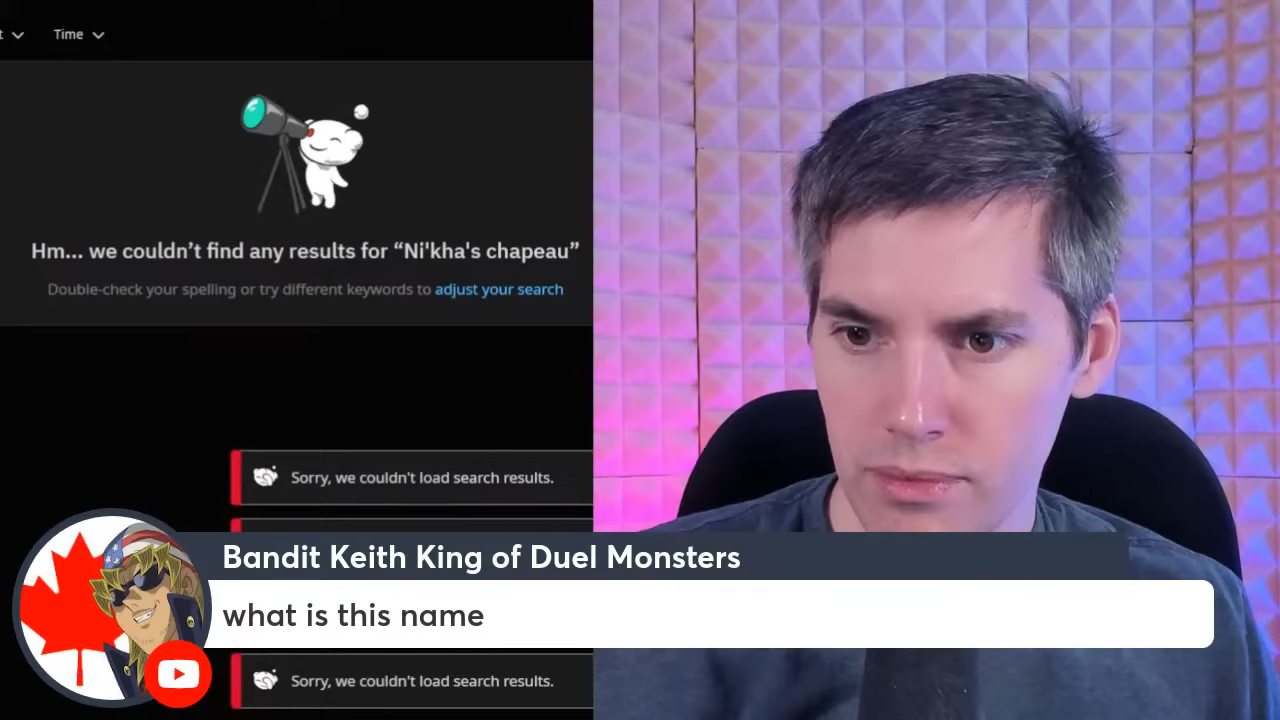 Time
Hm... we couldn't find any results for “Ni'kha's chapeau”
Double-check your spelling or try different keywords to adjust your search
Sorry, we couldn't load search results.
Bandit Keith King of Duel Monsters
what is this name
Sorry, we couldn't load search results.